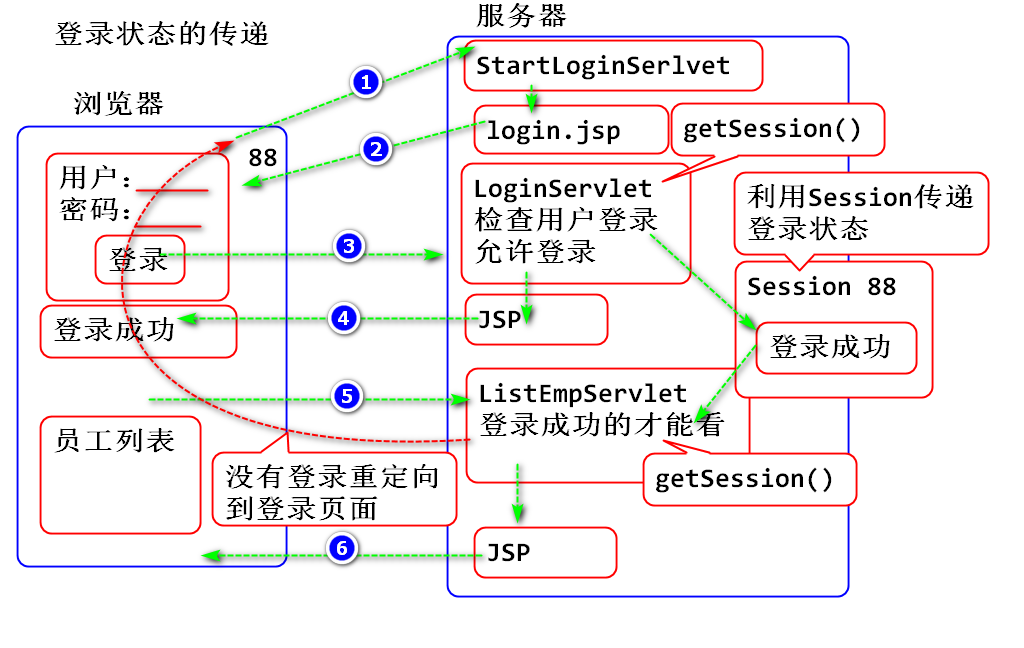 登录状态的传递
服务器
浏览器
StartLoginSerlvet
1
login.jsp
getSession()
2
88
用户:
密码:
登录
3
LoginServlet
检查用户登录
允许登录
利用Session传递
登录状态
Session 88
登录成功
登录成功
4
JSP
5
ListEmpServlet
登录成功的才能看
getSession()
员工列表
没有登录重定向
到登录页面
6
JSP